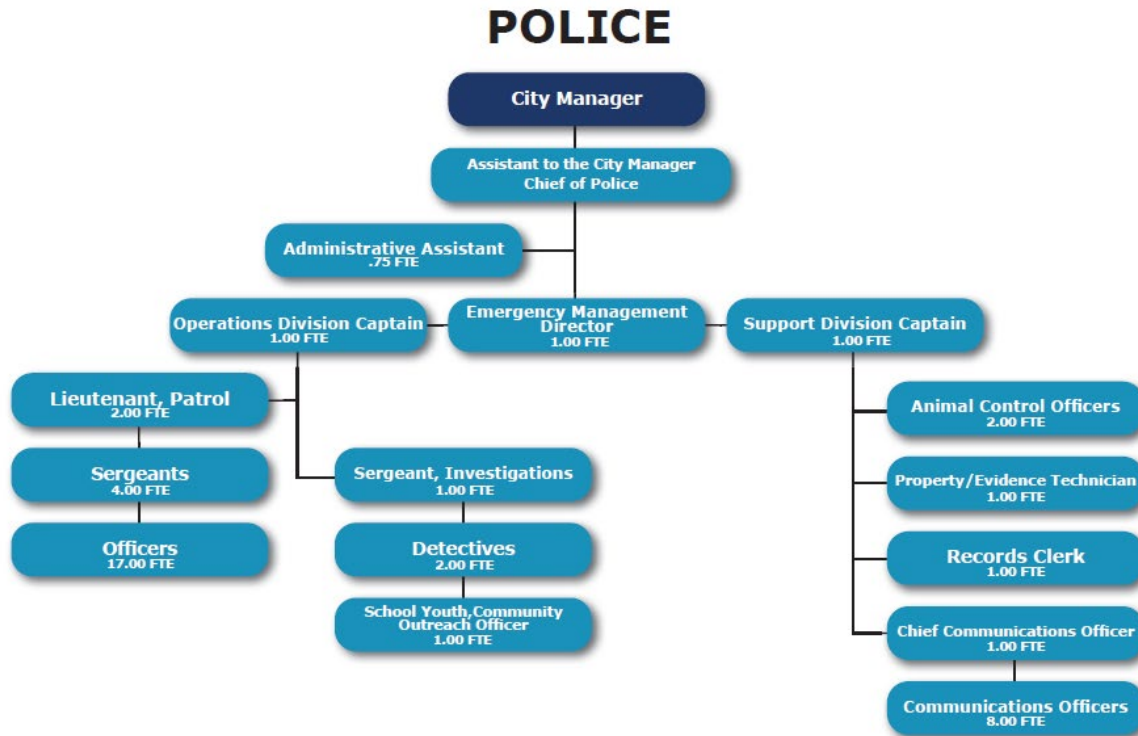 POLICE
City Manager
Assistant to the City Manager
Chief of Police
Administrative Assistant
.75 FTE
Operations Division Captain
1.00 FTE
Emergency Management
Director
1.00 FTE
Support Division Captain
1.00 FTE
Lieutenant, Patrol
2.00 FTE
Sergeants
4.00 FTE
Officers
17.00 FTE
Sergeant, Investigations
1.00 FTE
Detectives
2.00 FTE
School Youth,Community
Outreach Officer
1.00 FTE
Animal Control Officers
2.00 FTE
Property/Evidence Technician
1.00 FTE
Records Clerk
1.00 FTE
Chief Communications Officer
1.00 FTE
Communications Officers
8.00 FTE